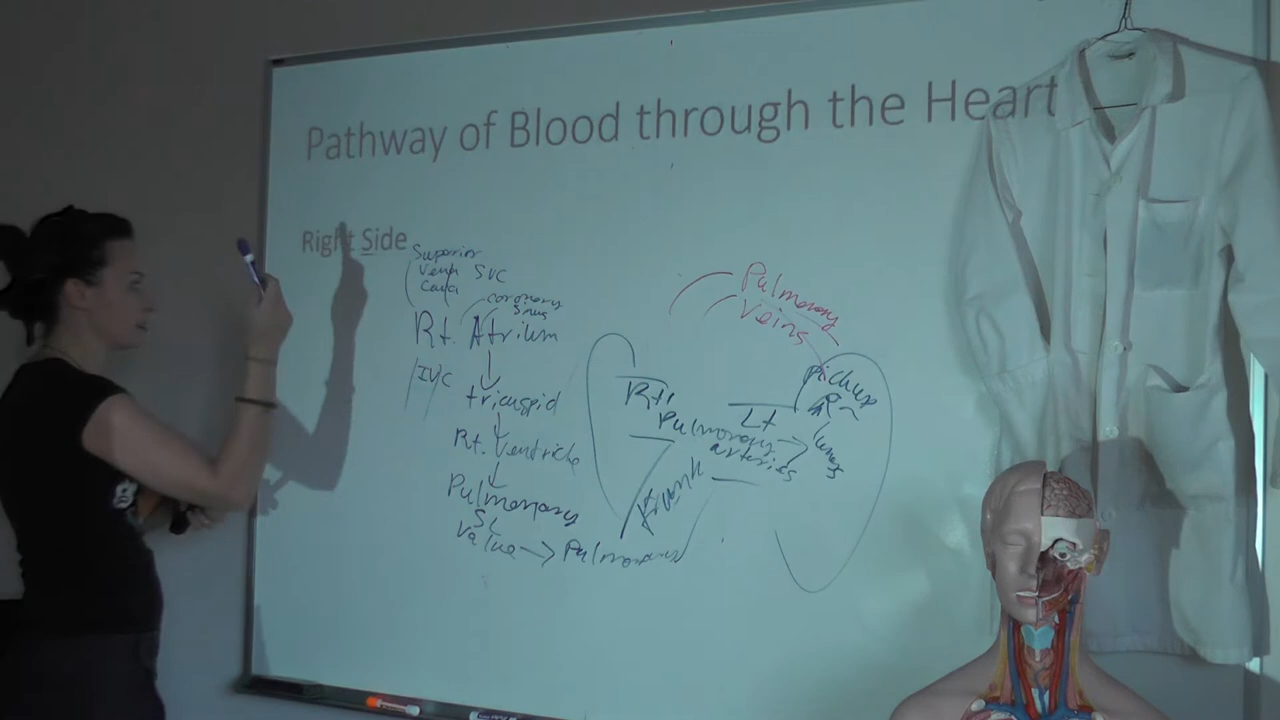 Pathway of Blood through the Heart
Right Side
Superior
Vena SVC
Cava
coronary
Sinus
Rt. Atrium
IVC
tricuspid
Rt. Ventricle
Pulmonary
SL
Valve → Pulmonary
trunk
Rt.
Lt
Pulmonary
arteries
lungs
pickup
Pulmonary
Veins